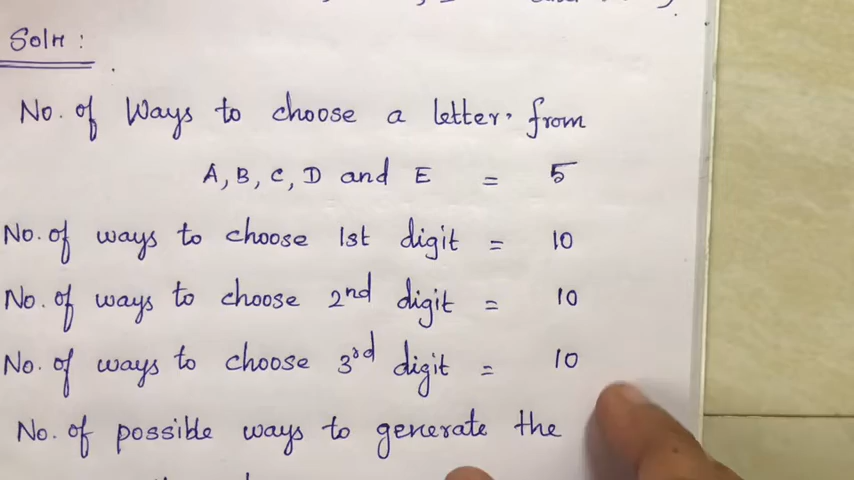 Soln :
No. of Ways to choose a letter from
A, B, C, D and E = 5
No. of ways to choose 1st digit = 10
No. of ways to choose 2nd digit = 10
No. of ways to choose 3rd digit = 10
No. of possible ways to generate the